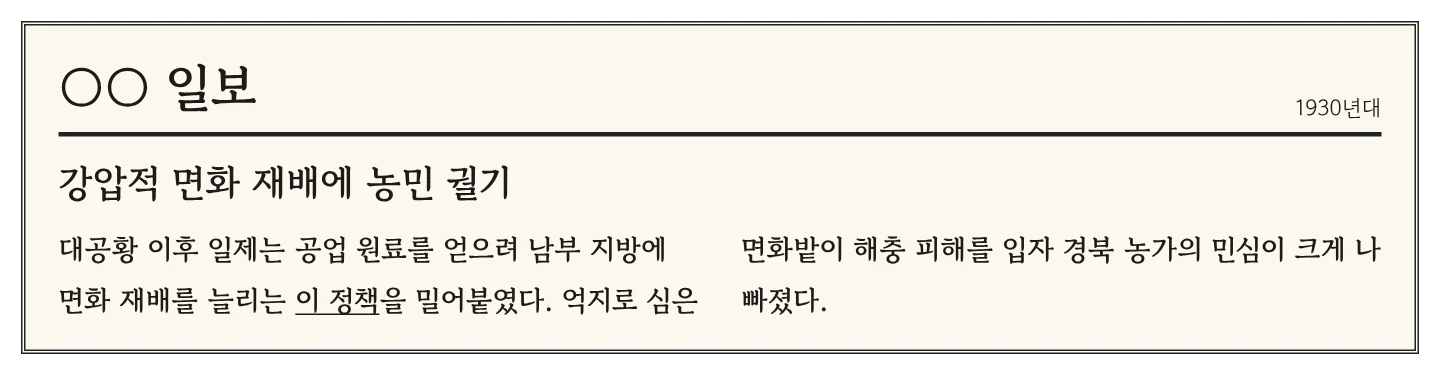 ○○ 일보
1930년대
강압적 면화 재배에 농민 궐기
대공황 이후 일제는 공업 원료를 얻으려 남부 지방에
면화 재배를 늘리는 이 정책을 밀어붙였다. 억지로 심은
면화밭이 해충 피해를 입자 경북 농가의 민심이 크게 나
빠졌다.